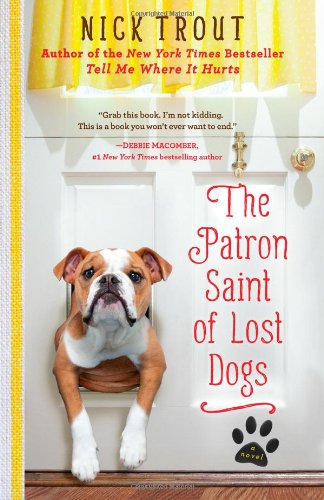 NICK TROUT
Author of the New York Times Bestseller
Tell Me Where It Hurts
"Grab this book. I'm not kidding.
This is a book you won't ever want to end."
—DEBBIE MACOMBER,
#1 New York Times bestselling author
The
Patron
Saint
of Lost
Dogs
a novel